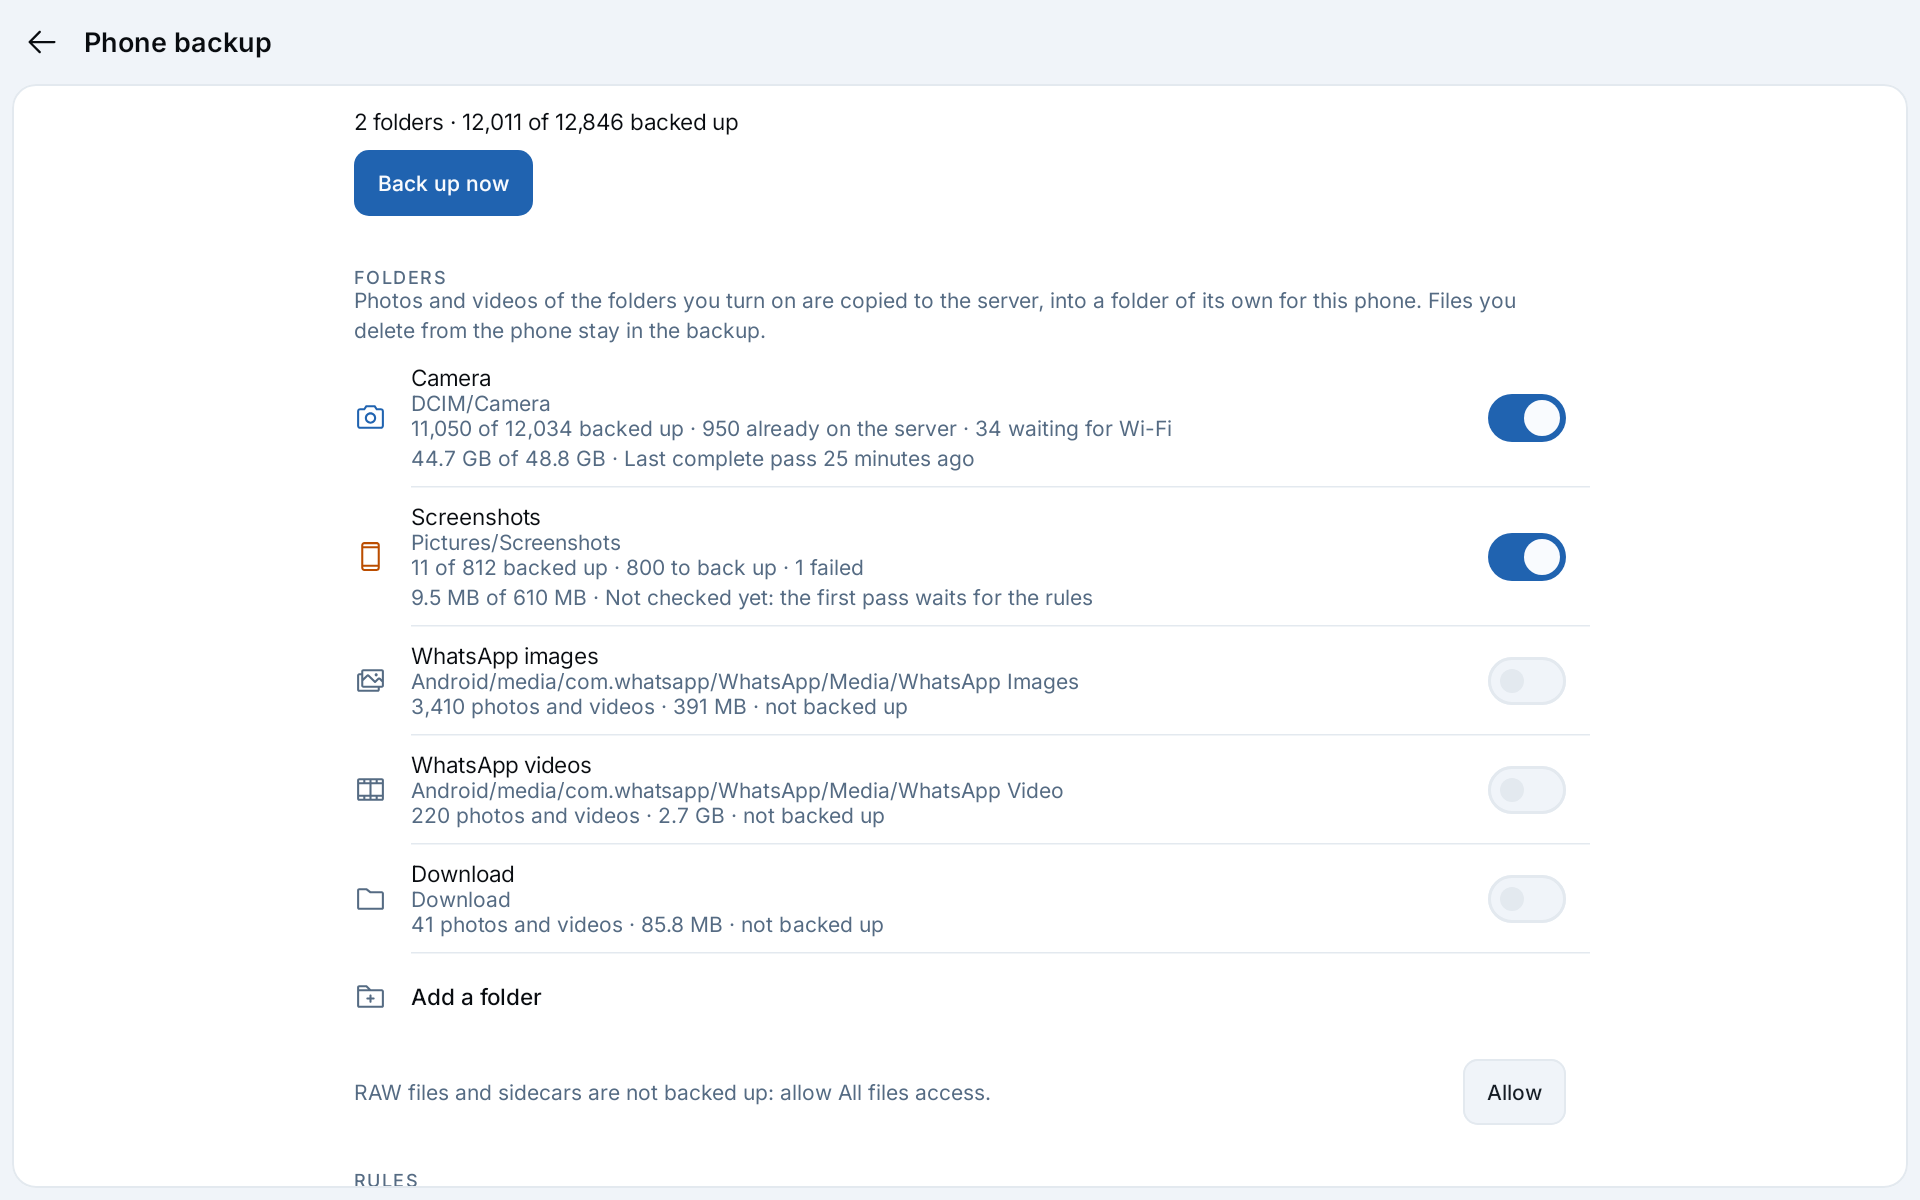 Phone backup
2 folders · 12,011 of 12,846 backed up
Back up now
FOLDERS
Photos and videos of the folders you turn on are copied to the server, into a folder of its own for this phone. Files you
delete from the phone stay in the backup.
Camera
DCIM/Camera
11,050 of 12,034 backed up · 950 already on the server · 34 waiting for Wi-Fi
44.7 GB of 48.8 GB · Last complete pass 25 minutes ago
Screenshots
Pictures/Screenshots
11 of 812 backed up · 800 to back up · 1 failed
9.5 MB of 610 MB · Not checked yet: the first pass waits for the rules
WhatsApp images
Android/media/com.whatsapp/WhatsApp/Media/WhatsApp Images
3,410 photos and videos · 391 MB · not backed up
WhatsApp videos
Android/media/com.whatsapp/WhatsApp/Media/WhatsApp Video
220 photos and videos · 2.7 GB · not backed up
Download
Download
41 photos and videos · 85.8 MB · not backed up
Add a folder
RAW files and sidecars are not backed up: allow All files access.
Allow
RULES